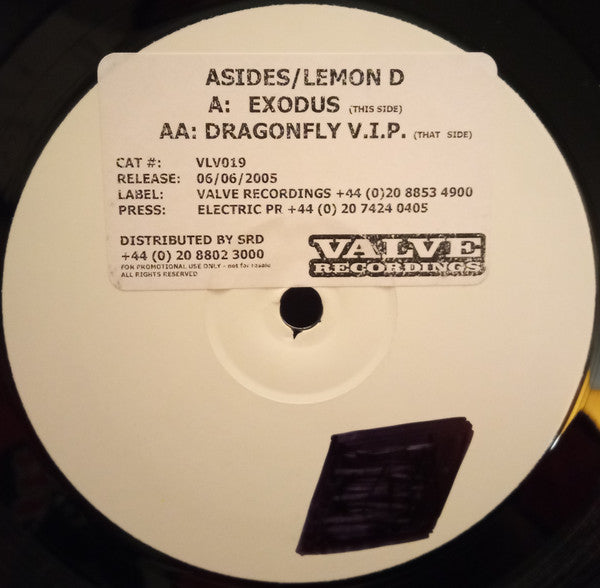 ASIDES/LEMON D
A: EXODUS (THIS SIDE)
AA: DRAGONFLY V.I.P. (THAT SIDE)
CAT #: VLV019
RELEASE: 06/06/2005
LABEL: VALVE RECORDINGS +44 (0)20 8853 4900
PRESS: ELECTRIC PR +44 (0) 20 7424 0405
DISTRIBUTED BY SRD
+44 (0) 20 8802 3000
FOR PROMOTIONAL USE ONLY - not for resale
ALL RIGHTS RESERVED
VALVE
RECORDINGS